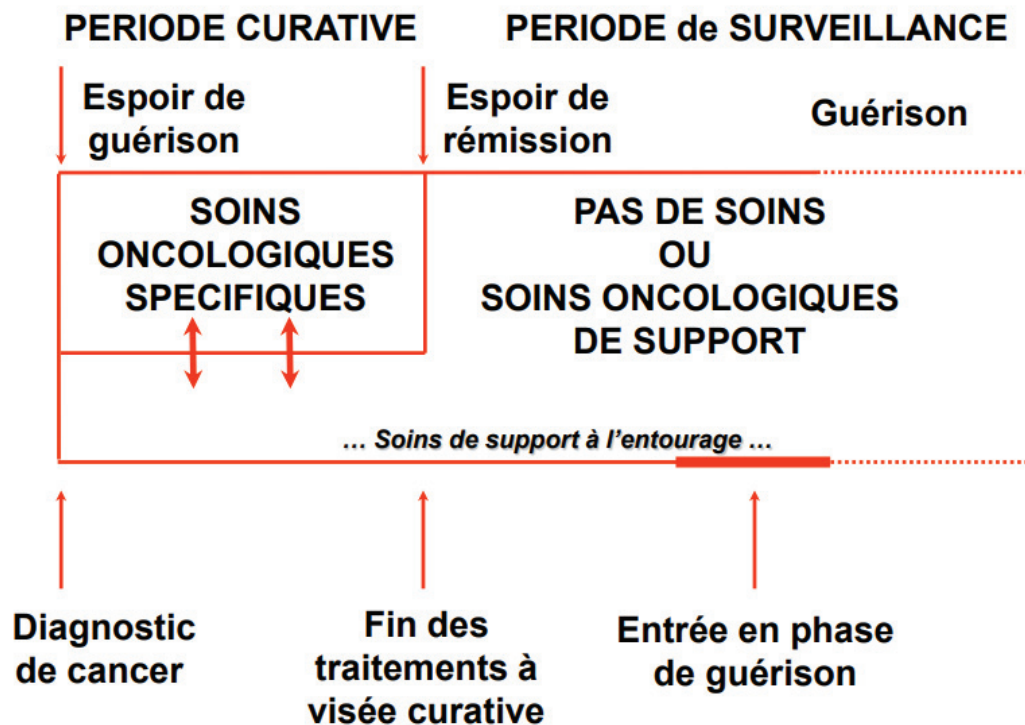 PERIODE CURATIVE
PERIODE de SURVEILLANCE
Espoir de
guérison
Espoir de
rémission
Guérison
SOINS
ONCOLOGIQUES
SPECIFIQUES
PAS DE SOINS
OU
SOINS ONCOLOGIQUES
DE SUPPORT
… Soins de support à l’entourage …
Diagnostic
de cancer
Fin des
traitements à
visée curative
Entrée en phase
de guérison